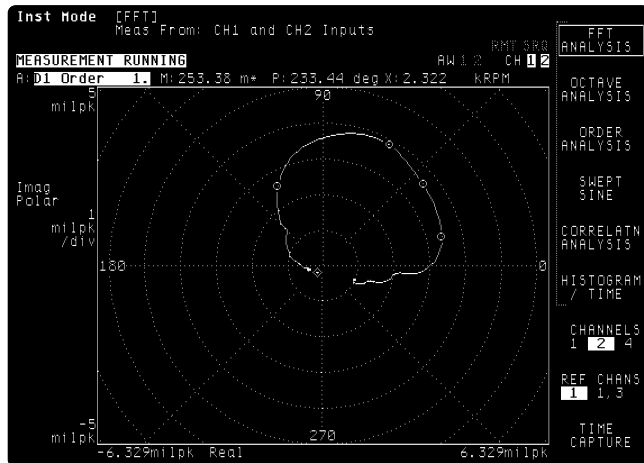 Inst Mode [FFT]
Meas From: CH1 and CH2 Inputs
RMT SRQ
MEASUREMENT RUNNING AW 1 2 CH 1 2
A: D1 Order 1. M: 253.38 m* P: 233.44 deg X: 2.322 kRPM
5
milpk
90
Imag
Polar
1
milpk
/div
180
0
-5
milpk
270
-6.329milpk Real 6.329milpk
FFT
ANALYSIS
OCTAVE
ANALYSIS
ORDER
ANALYSIS
SWEPT
SINE
CORRELATN
ANALYSIS
HISTOGRAM
/ TIME
CHANNELS
1 2 4
REF CHANS
1 1,3
TIME
CAPTURE